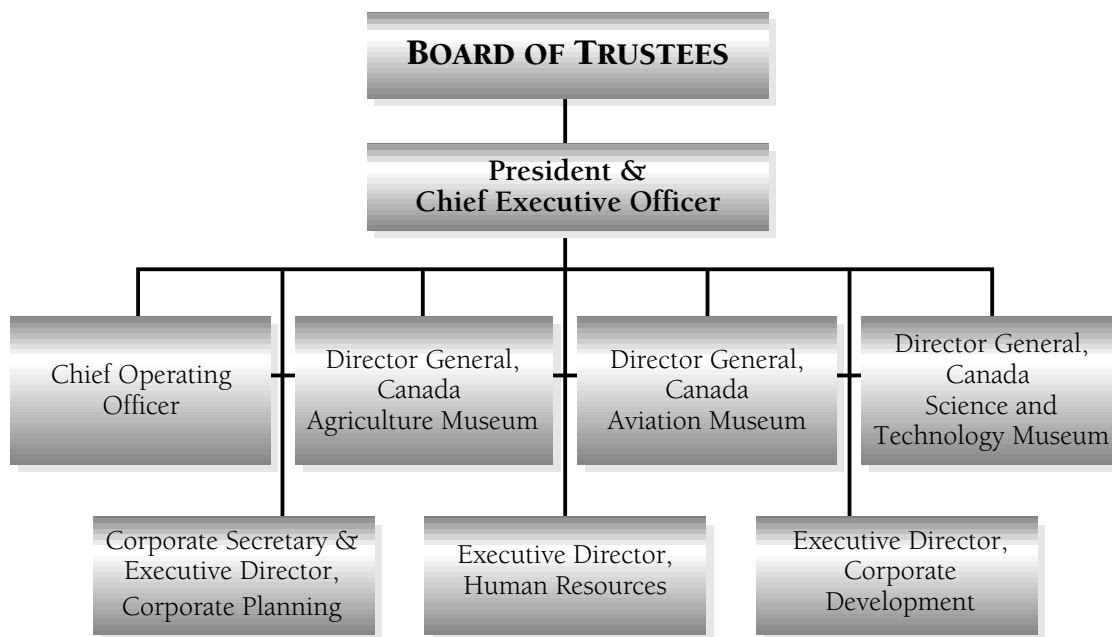 BOARD OF TRUSTEES
President &
Chief Executive Officer
Chief Operating
Officer
Director General,
Canada
Agriculture Museum
Director General,
Canada
Aviation Museum
Director General,
Canada
Science and
Technology Museum
Corporate Secretary &
Executive Director,
Corporate Planning
Executive Director,
Human Resources
Executive Director,
Corporate
Development